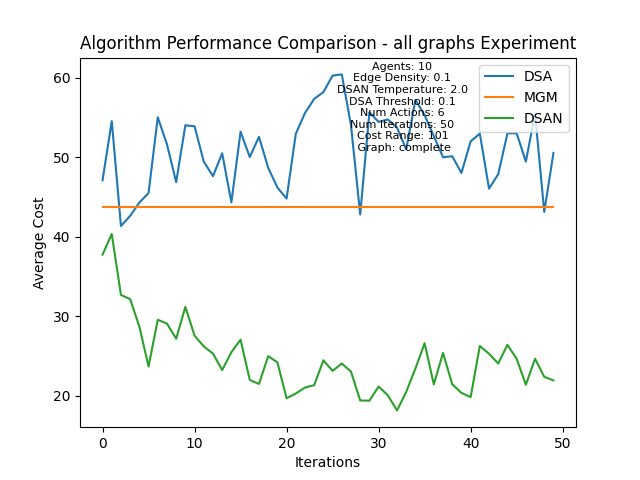 Algorithm Performance Comparison - all graphs Experiment
Agents: 10
Edge Density: 0.1
DSAN Temperature: 2.0
DSA Threshold: 0.1
Num Actions: 6
Num Iterations: 50
Cost Range: 101
Graph: complete
DSA
MGM
DSAN
Average Cost
60
50
40
30
20
0
10
20
30
40
50
Iterations